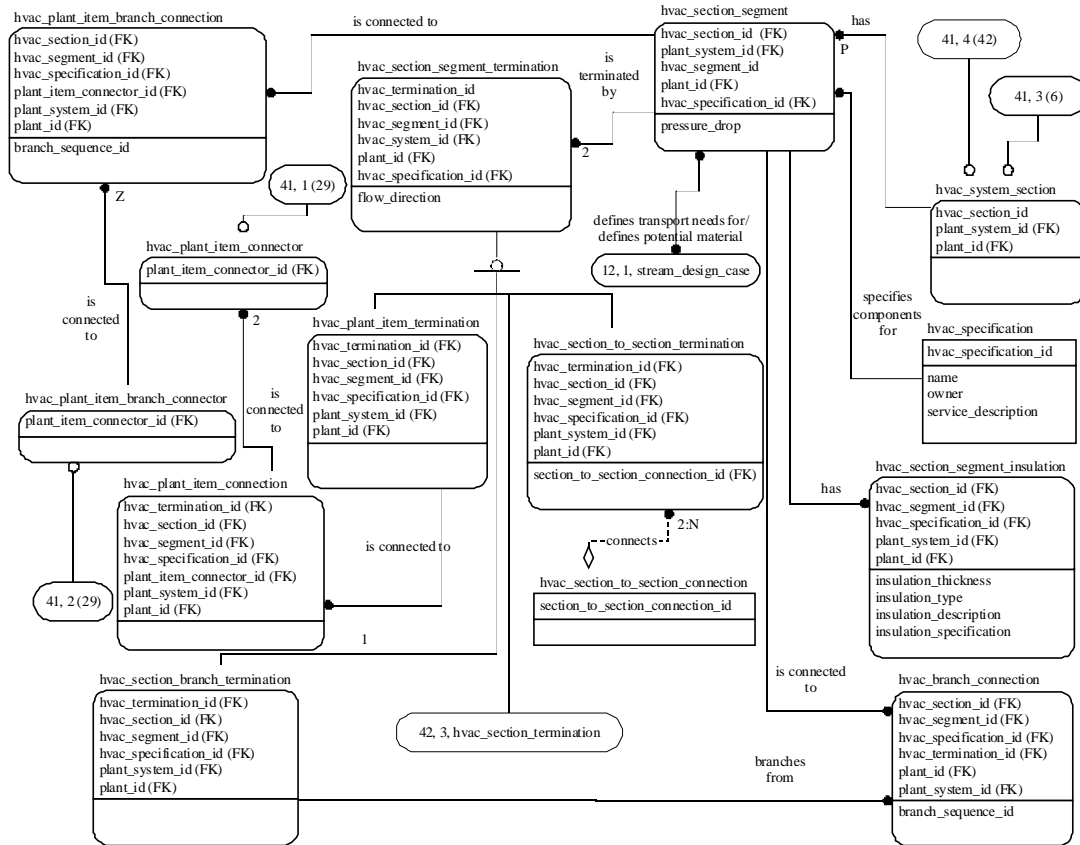 hvac_plant_item_branch_connection
hvac_section_id (FK)
hvac_segment_id (FK)
hvac_specification_id (FK)
plant_item_connector_id (FK)
plant_system_id (FK)
plant_id (FK)
branch_sequence_id
is connected to
hvac_section_segment
hvac_section_id (FK)
plant_system_id (FK)
hvac_segment_id
plant_id (FK)
hvac_specification_id (FK)
pressure_drop
has
P
41, 4 (42)
41, 3 (6)
hvac_section_segment_termination
hvac_termination_id
hvac_section_id (FK)
hvac_segment_id (FK)
hvac_system_id (FK)
plant_id (FK)
hvac_specification_id (FK)
flow_direction
is
terminated
by
2
hvac_system_section
hvac_section_id
plant_system_id (FK)
plant_id (FK)
Z
41, 1 (29)
hvac_plant_item_connector
plant_item_connector_id (FK)
2
defines transport needs for/
defines potential material
12, 1, stream_design_case
is
connected
to
hvac_plant_item_termination
hvac_termination_id (FK)
hvac_section_id (FK)
hvac_segment_id (FK)
hvac_specification_id (FK)
plant_system_id (FK)
plant_id (FK)
hvac_section_to_section_termination
hvac_termination_id (FK)
hvac_section_id (FK)
hvac_segment_id (FK)
hvac_specification_id (FK)
plant_system_id (FK)
plant_id (FK)
section_to_section_connection_id (FK)
specifies
components
for
hvac_specification
hvac_specification_id
name
owner
service_description
is
connected
to
hvac_plant_item_branch_connector
plant_item_connector_id (FK)
hvac_plant_item_connection
hvac_termination_id (FK)
hvac_section_id (FK)
hvac_segment_id (FK)
hvac_specification_id (FK)
plant_item_connector_id (FK)
plant_system_id (FK)
plant_id (FK)
is connected to
2:N
connects
hvac_section_to_section_connection
section_to_section_connection_id
has
hvac_section_segment_insulation
hvac_section_id (FK)
hvac_segment_id (FK)
hvac_specification_id (FK)
plant_system_id (FK)
plant_id (FK)
insulation_thickness
insulation_type
insulation_description
insulation_specification
41, 2 (29)
1
hvac_section_branch_termination
hvac_termination_id (FK)
hvac_section_id (FK)
hvac_segment_id (FK)
hvac_specification_id (FK)
plant_system_id (FK)
plant_id (FK)
42, 3, hvac_section_termination
is connected
to
hvac_branch_connection
hvac_section_id (FK)
hvac_segment_id (FK)
hvac_specification_id (FK)
hvac_termination_id (FK)
plant_id (FK)
plant_system_id (FK)
branch_sequence_id
branches
from